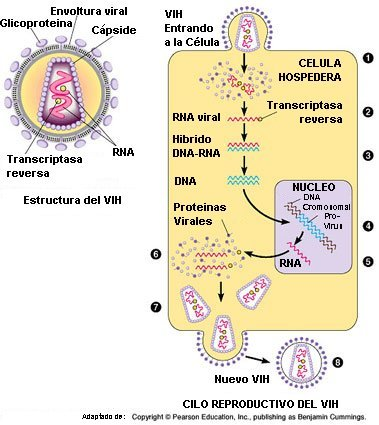 Envoltura viral
Glicoproteina
Cápside
Transcriptasa
reversa
RNA
Estructura del VIH
VIH
Entrando
a la Célula
CELULA
HOSPEDERA
1
RNA viral
Transcriptasa
reversa
2
Hibrido
DNA-RNA
3
DNA
NUCLEO
DNA
Cromonomal
Pro-
Virus
4
Proteinas
Virales
RNA
5
6
7
Nuevo VIH
8
CILO REPRODUCTIVO DEL VIH
Adaptado de: Copyright © Pearson Education, Inc., publishing as Benjamin Cummings.